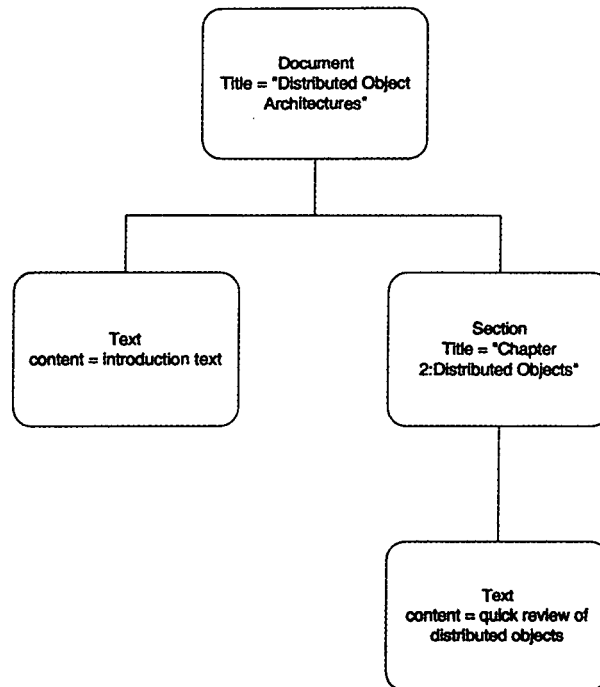 Document
Title = "Distributed Object
Architectures"
Text
content = introduction text
Section
Title = "Chapter
2:Distributed Objects"
Text
content = quick review of
distributed objects